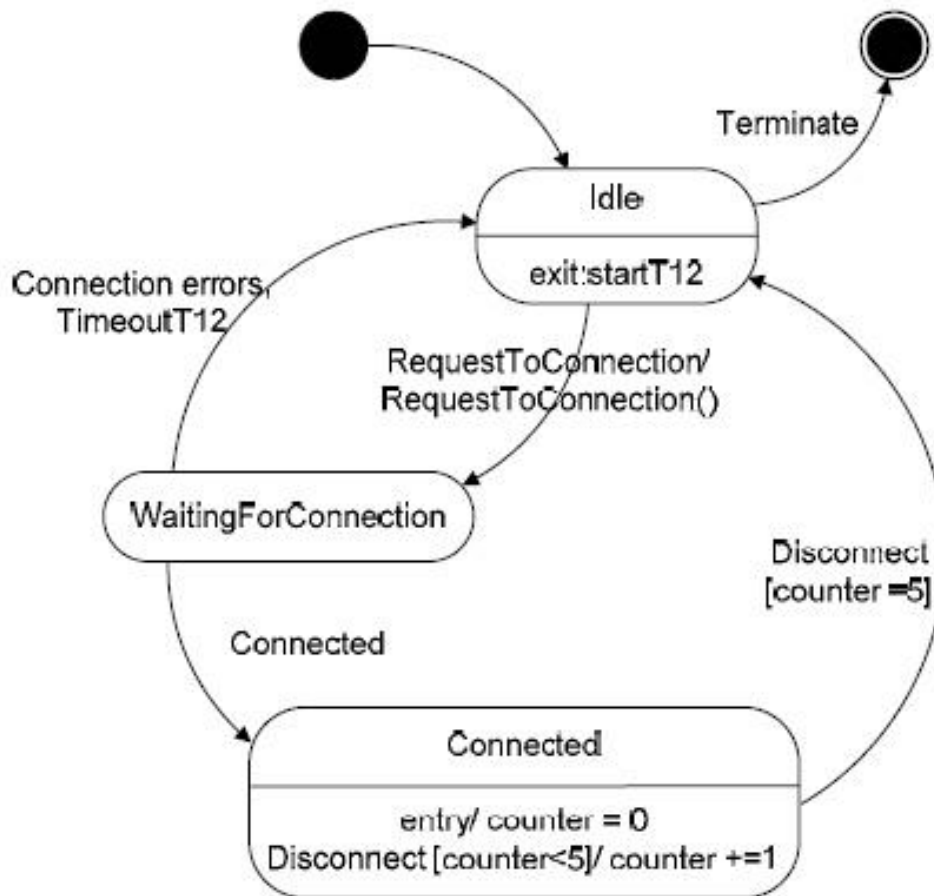 Terminate
Idle
exit:startT12
Connection errors,
TimeoutT12
RequestToConnection/
RequestToConnection()
WaitingForConnection
Disconnect
[counter =5]
Connected
Connected
entry/ counter = 0
Disconnect [counter<5]/ counter +=1